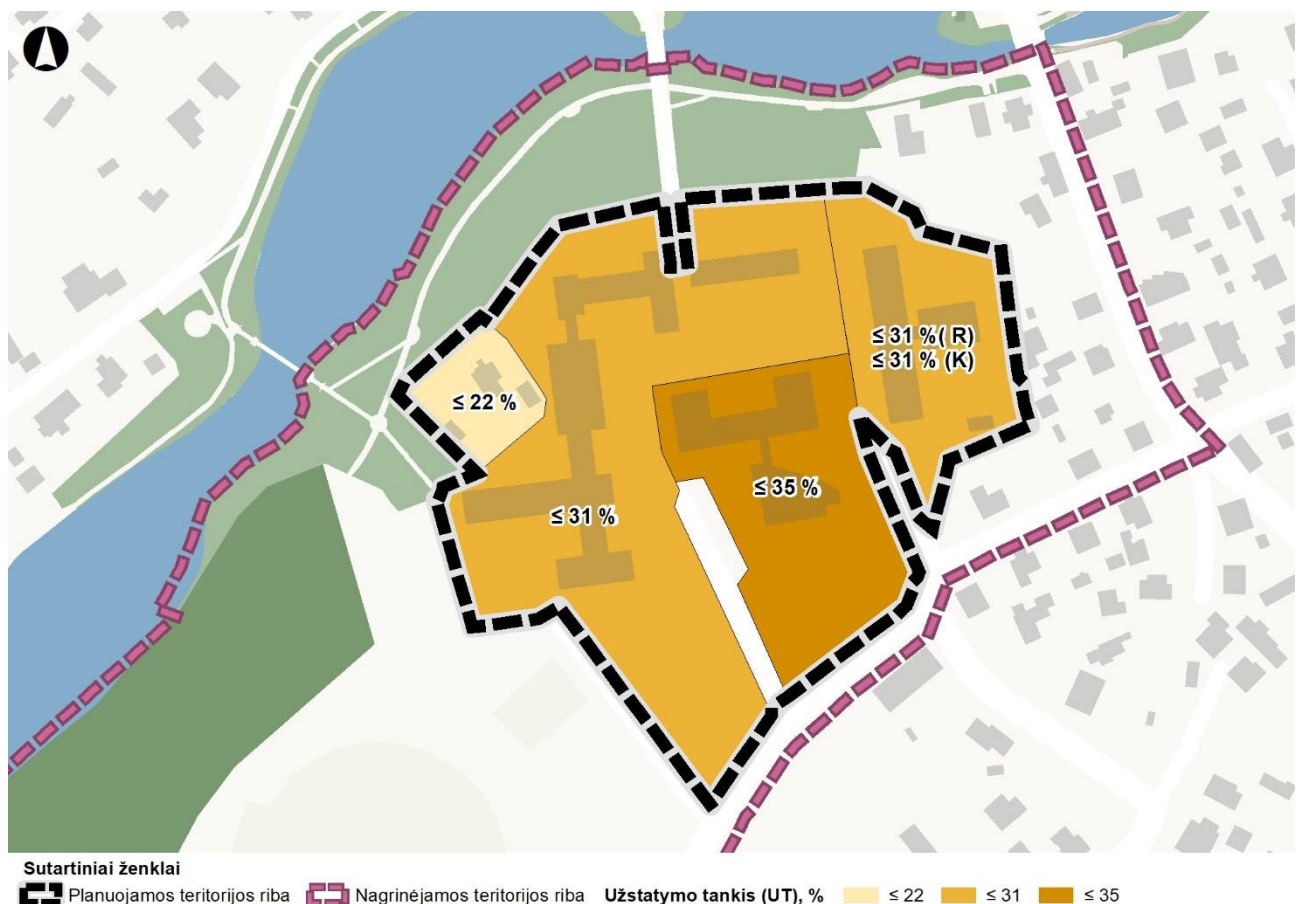 ≤ 31 %( R)
≤ 31 % (K)
≤ 22 %
≤ 35 %
≤ 31 %
Sutartiniai ženklai
Planuojamos teritorijos riba Nagrinėjamos teritorijos riba Užstatymo tankis (UT), % ≤ 22 ≤ 31 ≤ 35